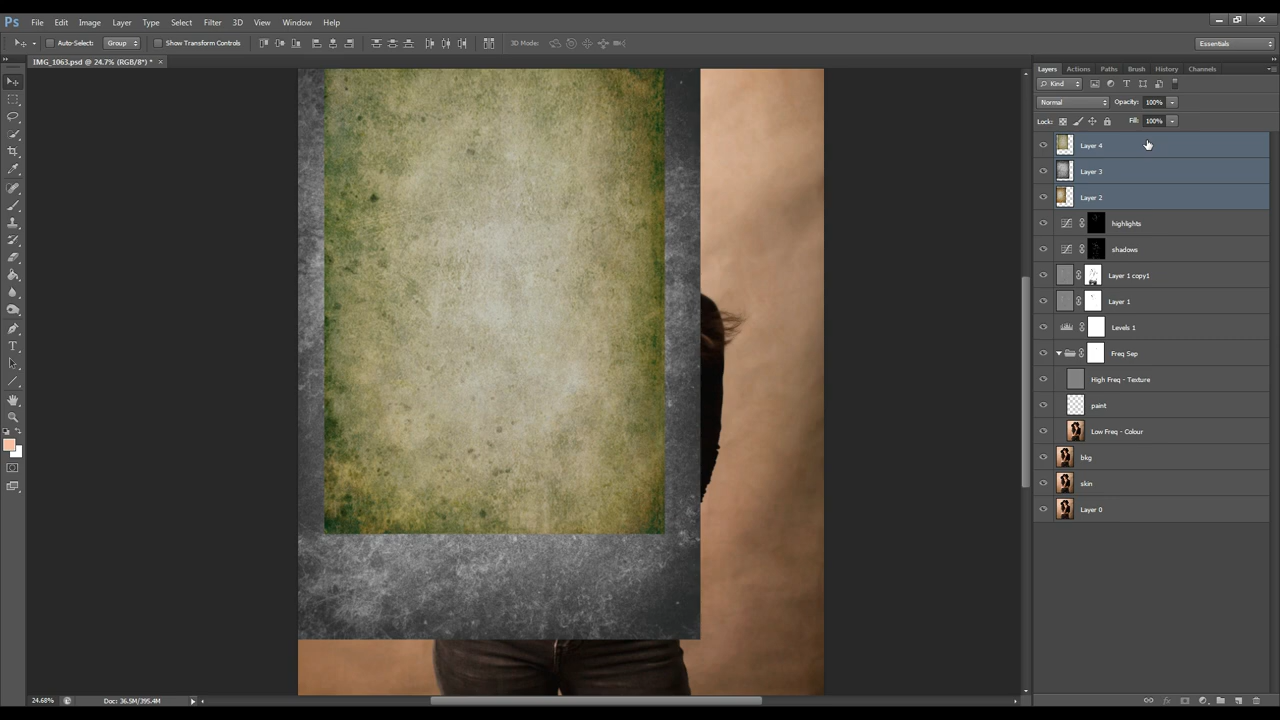 Ps File Edit Image Layer Type Select Filter 3D View Window Help
Auto-Select: Group Show Transform Controls 3D Mode: Essentials
IMG_1063.psd @ 24.7% (RGB/8*) * ×
Layers Actions Paths Brush History Channels
Kind
Normal Opacity: 100%
Lock: Fill: 100%
Layer 4
Layer 3
Layer 2
highlights
shadows
Layer 1 copy1
Layer 1
Levels 1
Freq Sep
High Freq - Texture
paint
Low Freq - Colour
bkg
skin
Layer 0
24.68% Doc: 36.5M/395.4M